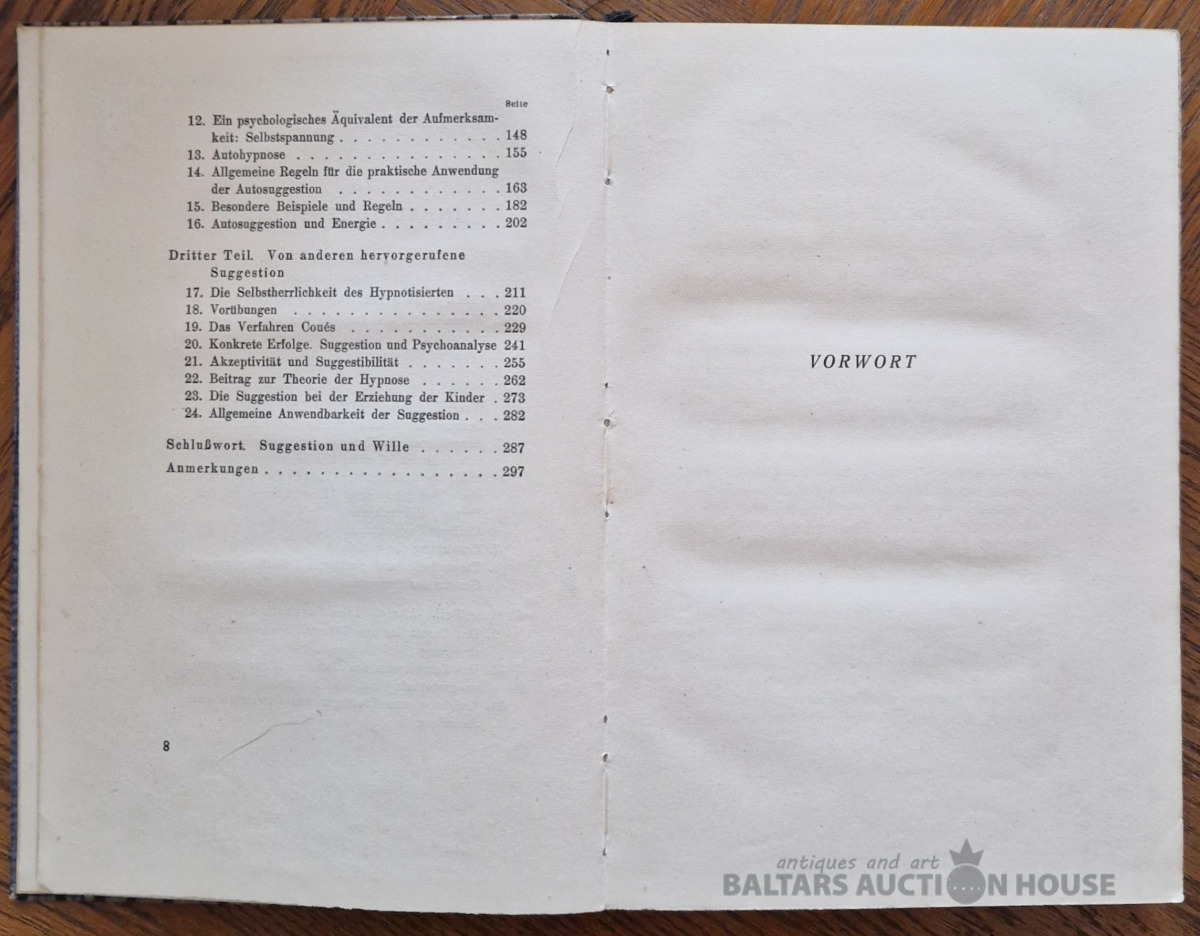 Seite
12. Ein psychologisches Äquivalent der Aufmerksam-
keit: Selbstspannung . . . . . . . . . . . . 148
13. Autohypnose . . . . . . . . . . . . . . . 155
14. Allgemeine Regeln für die praktische Anwendung
der Autosuggestion . . . . . . . . . . . . 163
15. Besondere Beispiele und Regeln . . . . . . . 182
16. Autosuggestion und Energie . . . . . . . . . 202
Dritter Teil. Von anderen hervorgerufene
Suggestion
17. Die Selbstherrlichkeit des Hypnotisierten . . . 211
18. Vorübungen . . . . . . . . . . . . . . . 220
19. Das Verfahren Coués . . . . . . . . . . . 229
20. Konkrete Erfolge. Suggestion und Psychoanalyse 241
21. Akzeptivität und Suggestibilität . . . . . . . 255
22. Beitrag zur Theorie der Hypnose . . . . . . 262
23. Die Suggestion bei der Erziehung der Kinder . 273
24. Allgemeine Anwendbarkeit der Suggestion . . . 282
Schlußwort. Suggestion und Wille . . . . . . 287
Anmerkungen . . . . . . . . . . . . . . . . . 297
8
VORWORT
antiques and art
BALTARS AUCTION HOUSE